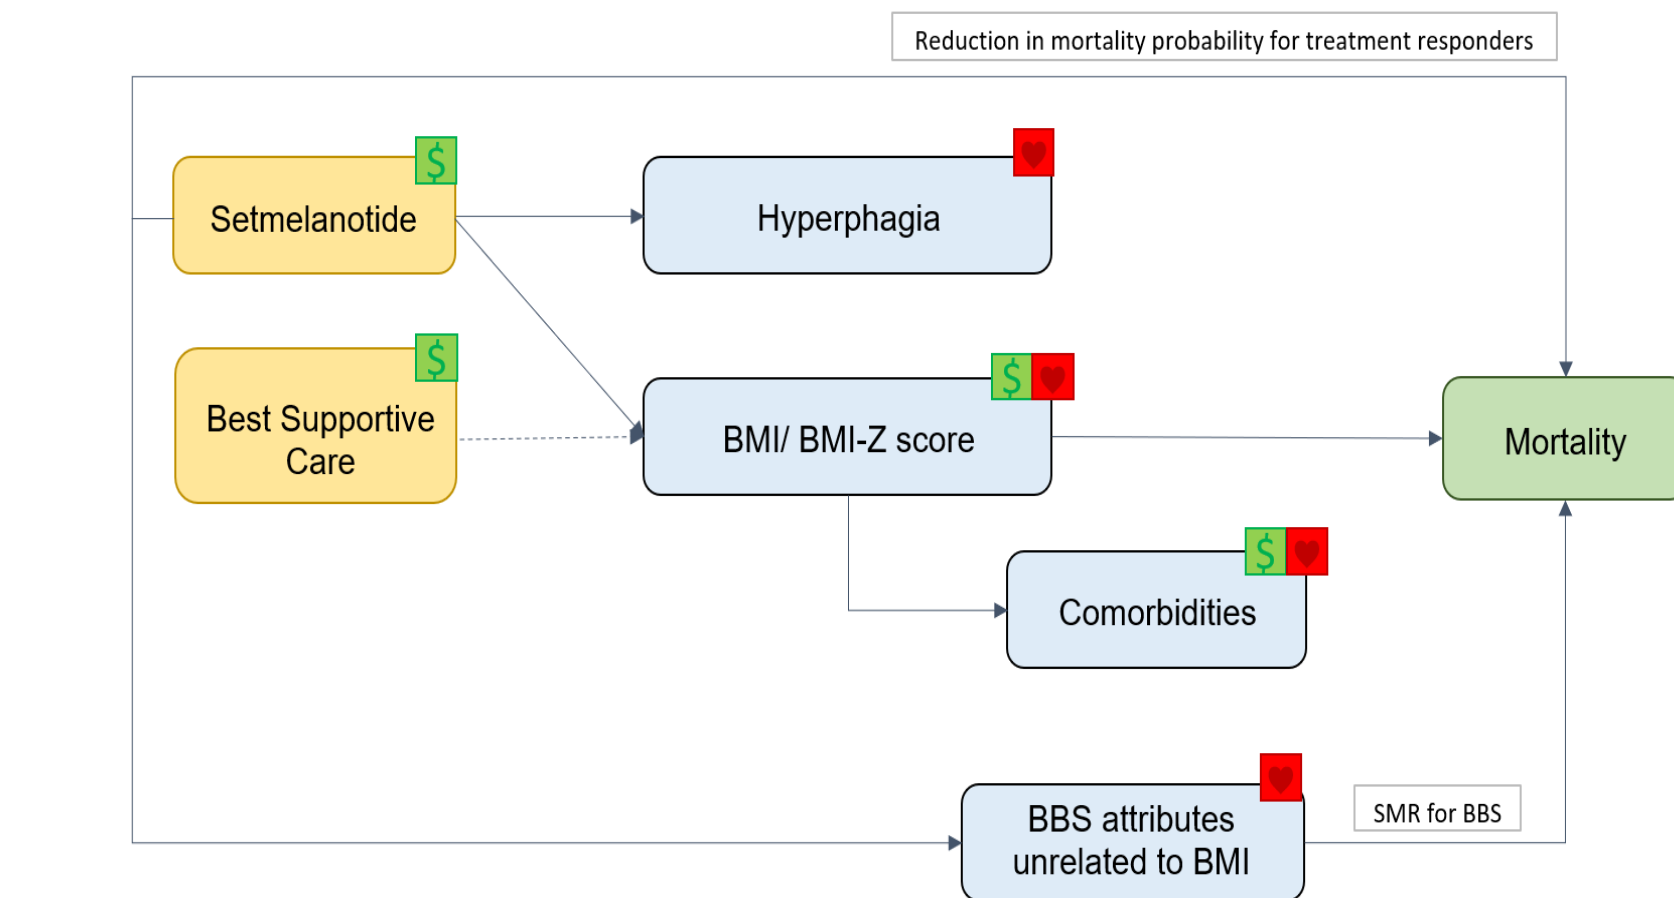 Reduction in mortality probability for treatment responders
$
Setmelanotide
Hyperphagia
$
Best Supportive
Care
$
BMI/ BMI-Z score
Mortality
$
Comorbidities
BBS attributes
unrelated to BMI
SMR for BBS